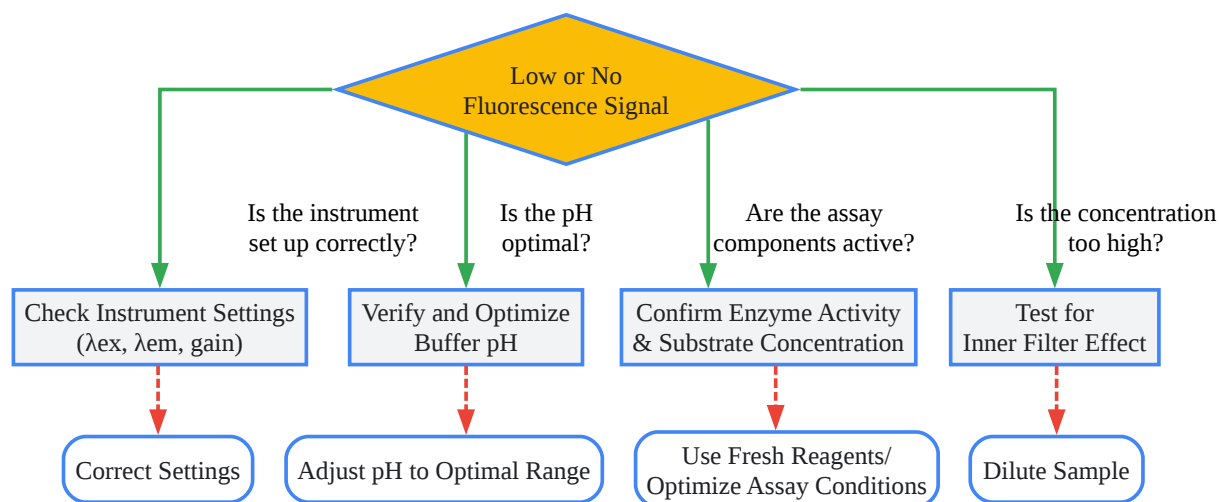 Low or No
Fluorescence Signal
Is the instrument
set up correctly?
Is the pH
optimal?
Are the assay
components active?
Is the concentration
too high?
Check Instrument Settings
(λex, λem, gain)
Verify and Optimize
Buffer pH
Confirm Enzyme Activity
& Substrate Concentration
Test for
Inner Filter Effect
Correct Settings
Adjust pH to Optimal Range
Use Fresh Reagents/
Optimize Assay Conditions
Dilute Sample